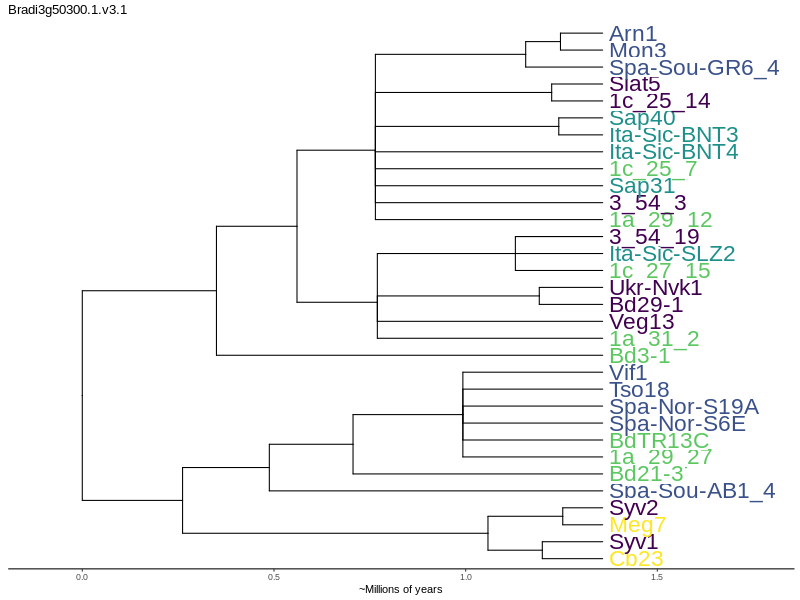 Bradi3g50300.1.v3.1
Arn1
Mon3
Spa-Sou-GR6_4
Slat5
1c_25_14
Sap40
Ita-Sic-BNT3
Ita-Sic-BNT4
1c_25_7
Sap31
3_54_3
1a_29_12
3_54_19
Ita-Sic-SLZ2
1c_27_15
Ukr-Nvk1
Bd29-1
Veg13
1a_31_2
Bd3-1
Vif1
Tso18
Spa-Nor-S19A
Spa-Nor-S6E
BdTR13C
1a_29_27
Bd21-3
Spa-Sou-AB1_4
Syv2
Meg7
Syv1
Cb23
0.0 0.5 1.0 1.5
~Millions of years